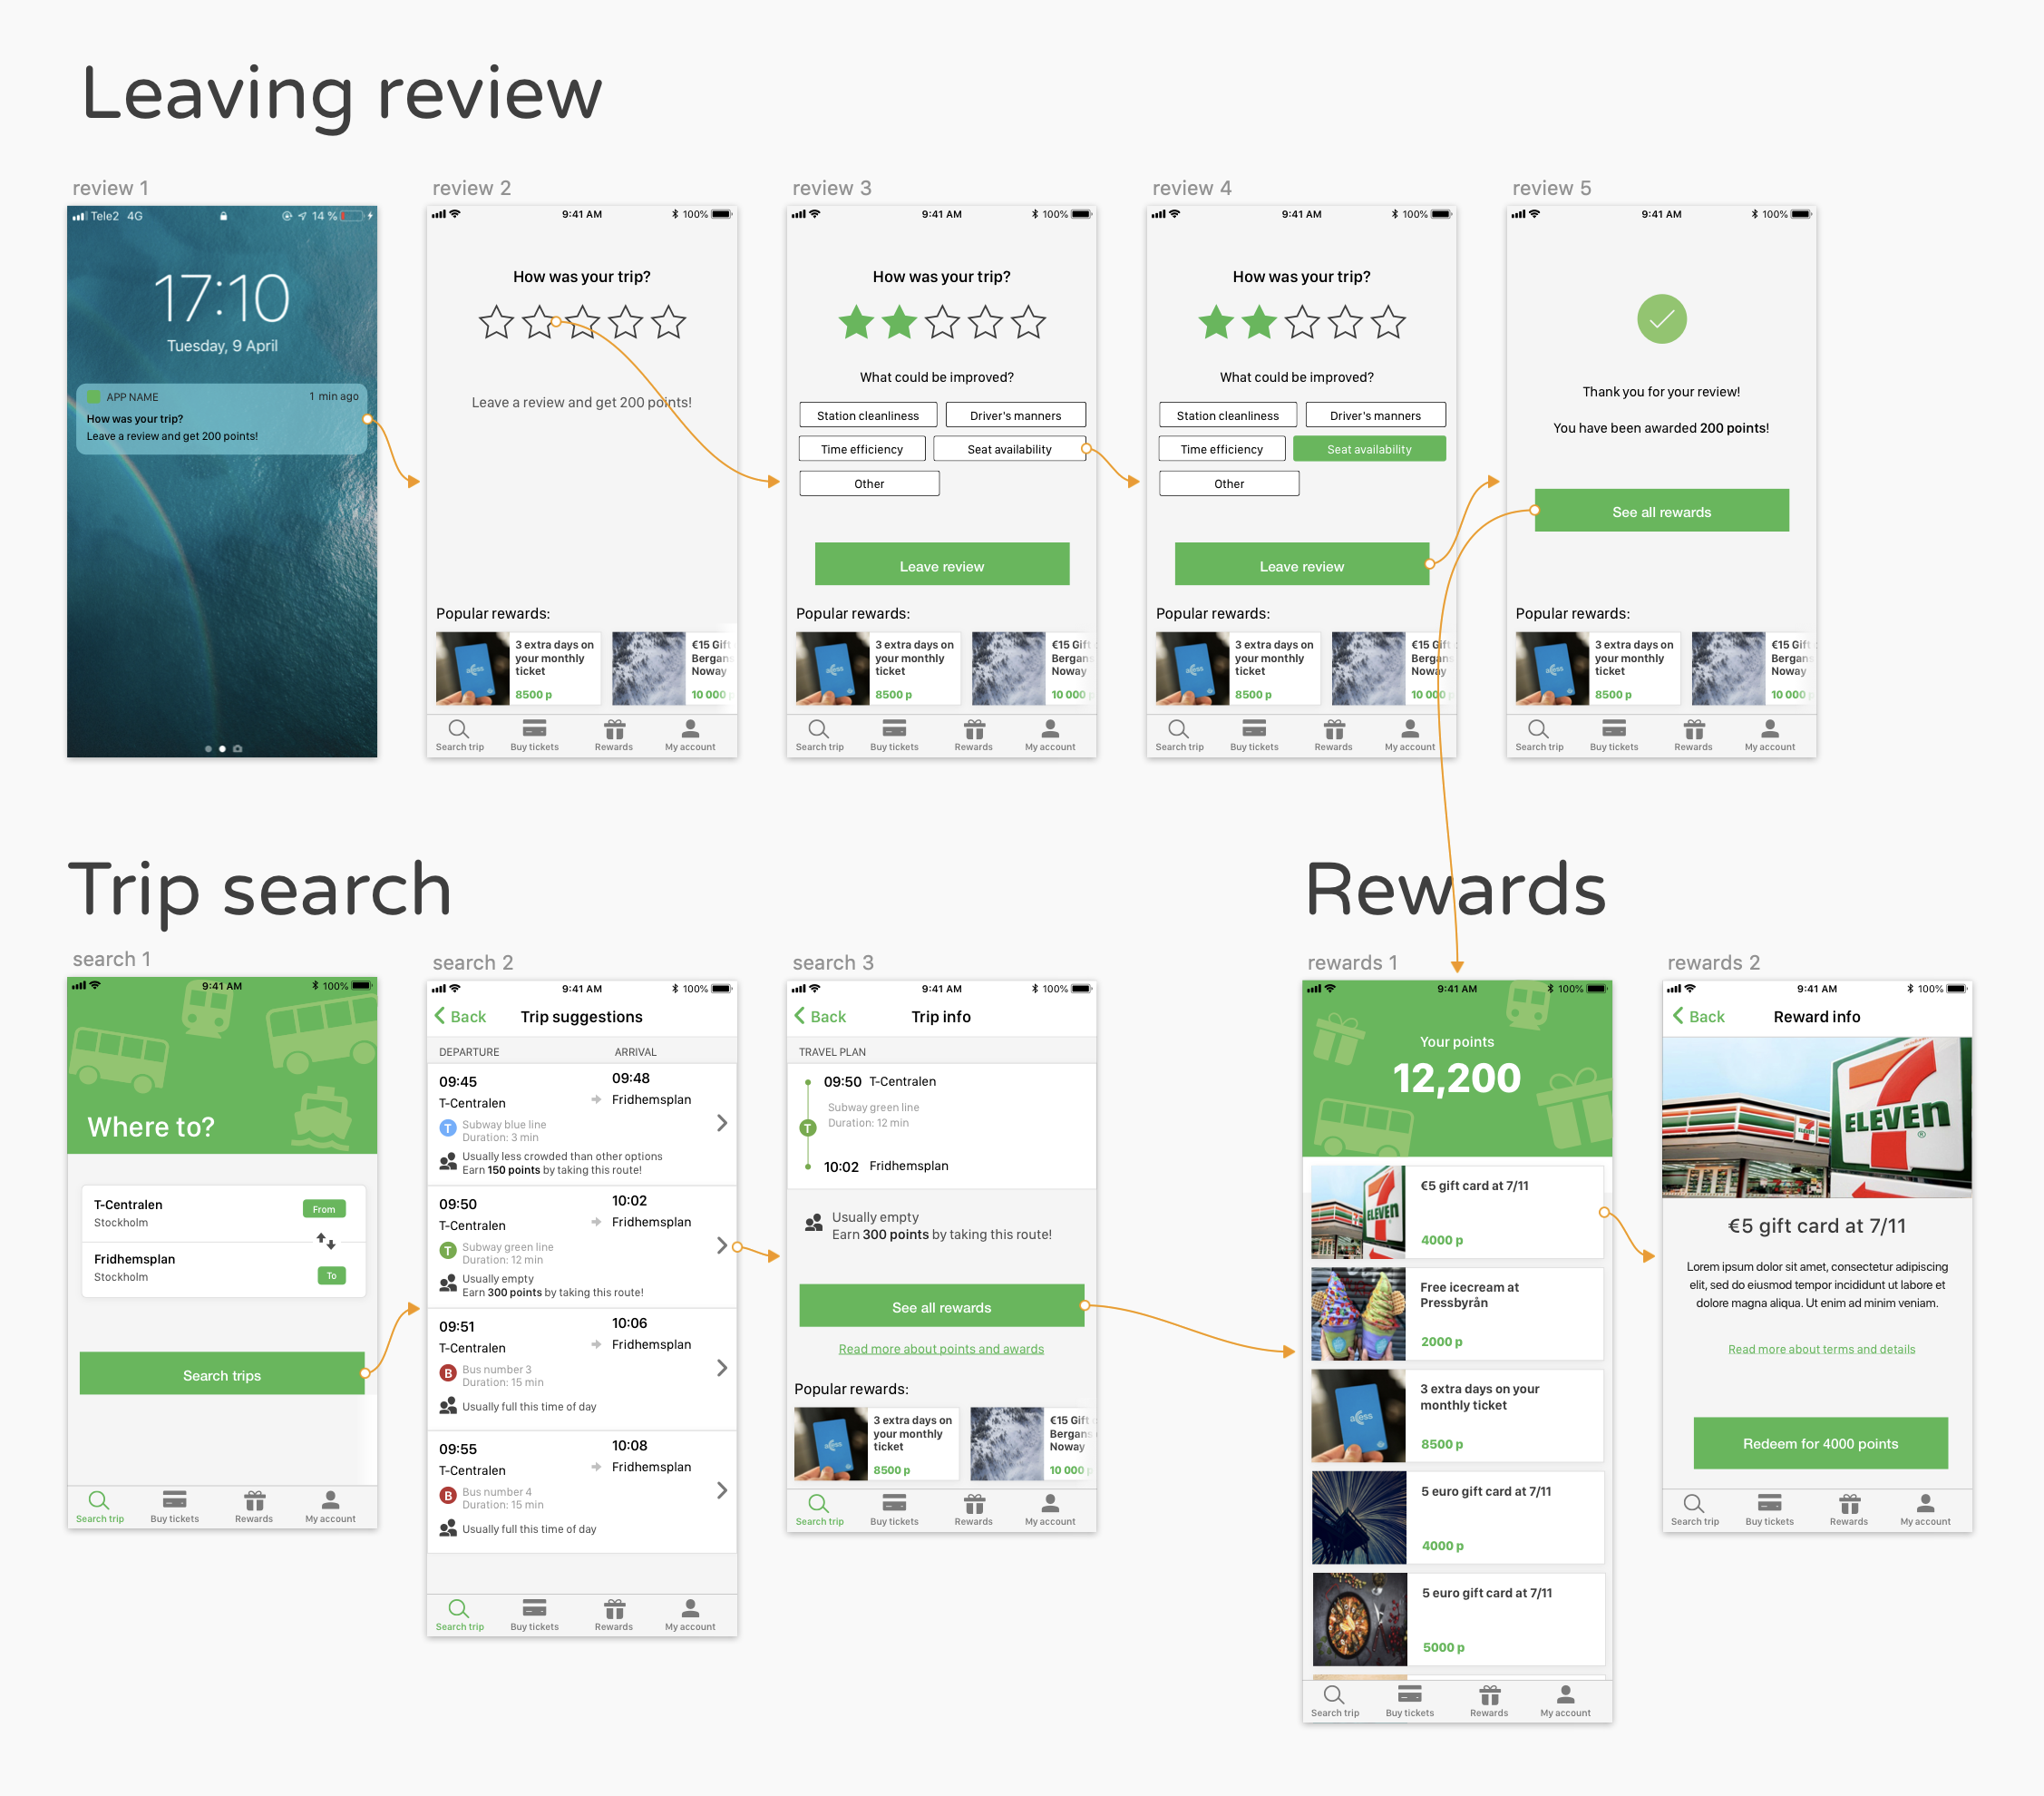 Leaving review
review 1
Tele2 4G
14 %
17:10
Tuesday, 9 April
APP NAME
1 min ago
How was your trip?
Leave a review and get 200 points!
review 2
9:41 AM
100%
How was your trip?
Leave a review and get 200 points!
Popular rewards:
3 extra days on
your monthly
ticket
8500 p
€15 Gift
Bergans
Noway
10 000 p
Search trip
Buy tickets
Rewards
My account
review 3
9:41 AM
100%
How was your trip?
What could be improved?
Station cleanliness
Driver's manners
Time efficiency
Seat availability
Other
Leave review
Popular rewards:
3 extra days on
your monthly
ticket
8500 p
€15 Gift
Bergans
Noway
10 000 p
Search trip
Buy tickets
Rewards
My account
review 4
9:41 AM
100%
How was your trip?
What could be improved?
Station cleanliness
Driver's manners
Time efficiency
Seat availability
Other
Leave review
Popular rewards:
3 extra days on
your monthly
ticket
8500 p
€15 Gift
Bergans
Noway
10 000 p
Search trip
Buy tickets
Rewards
My account
review 5
9:41 AM
100%
Thank you for your review!
You have been awarded 200 points!
See all rewards
Popular rewards:
3 extra days on
your monthly
ticket
8500 p
€15 Gift
Bergans
Noway
10 000 p
Search trip
Buy tickets
Rewards
My account
Trip search
search 1
9:41 AM
100%
Where to?
T-Centralen
Stockholm
From
Fridhemsplan
Stockholm
To
Search trips
Search trip
Buy tickets
Rewards
My account
search 2
9:41 AM
100%
Back
Trip suggestions
DEPARTURE
ARRIVAL
09:45
09:48
T-Centralen
Fridhemsplan
T
Subway blue line
Duration: 3 min
Usually less crowded than other options
Earn 150 points by taking this route!
09:50
10:02
T-Centralen
Fridhemsplan
T
Subway green line
Duration: 12 min
Usually empty
Earn 300 points by taking this route!
09:51
10:06
T-Centralen
Fridhemsplan
B
Bus number 3
Duration: 15 min
Usually full this time of day
09:55
10:08
T-Centralen
Fridhemsplan
B
Bus number 4
Duration: 15 min
Usually full this time of day
Search trip
Buy tickets
Rewards
My account
search 3
9:41 AM
100%
Back
Trip info
TRAVEL PLAN
09:50 T-Centralen
Subway green line
Duration: 12 min
T
10:02 Fridhemsplan
Usually empty
Earn 300 points by taking this route!
See all rewards
Read more about points and awards
Popular rewards:
3 extra days on
your monthly
ticket
8500 p
€15 Gift
Bergans
Noway
10 000 p
Search trip
Buy tickets
Rewards
My account
Rewards
rewards 1
9:41 AM
100%
Your points
12,200
ELEVEN
€5 gift card at 7/11
4000 p
Free icecream at
Pressbyrån
2000 p
3 extra days on your
monthly ticket
8500 p
5 euro gift card at 7/11
4000 p
5 euro gift card at 7/11
5000 p
Search trip
Buy tickets
Rewards
My account
rewards 2
9:41 AM
100%
Back
Reward info
7
ELEVEN
®
€5 gift card at 7/11
Lorem ipsum dolor sit amet, consectetur adipiscing
elit, sed do eiusmod tempor incididunt ut labore et
dolore magna aliqua. Ut enim ad minim veniam.
Read more about terms and details
Redeem for 4000 points
Search trip
Buy tickets
Rewards
My account